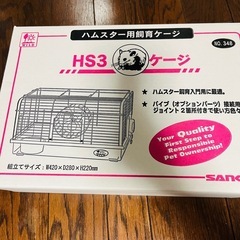 ハムスター用飼育ケージ
NO.348
HS3
ケージ
ハムスター飼育入門用に最適。
パイプ（オプションパーツ）接続用
ジョイント2箇所付きで使い方色々
Your Quality
First Step to
Responsible
Pet Ownership!
組立てサイズ：W420×D280×H220mm